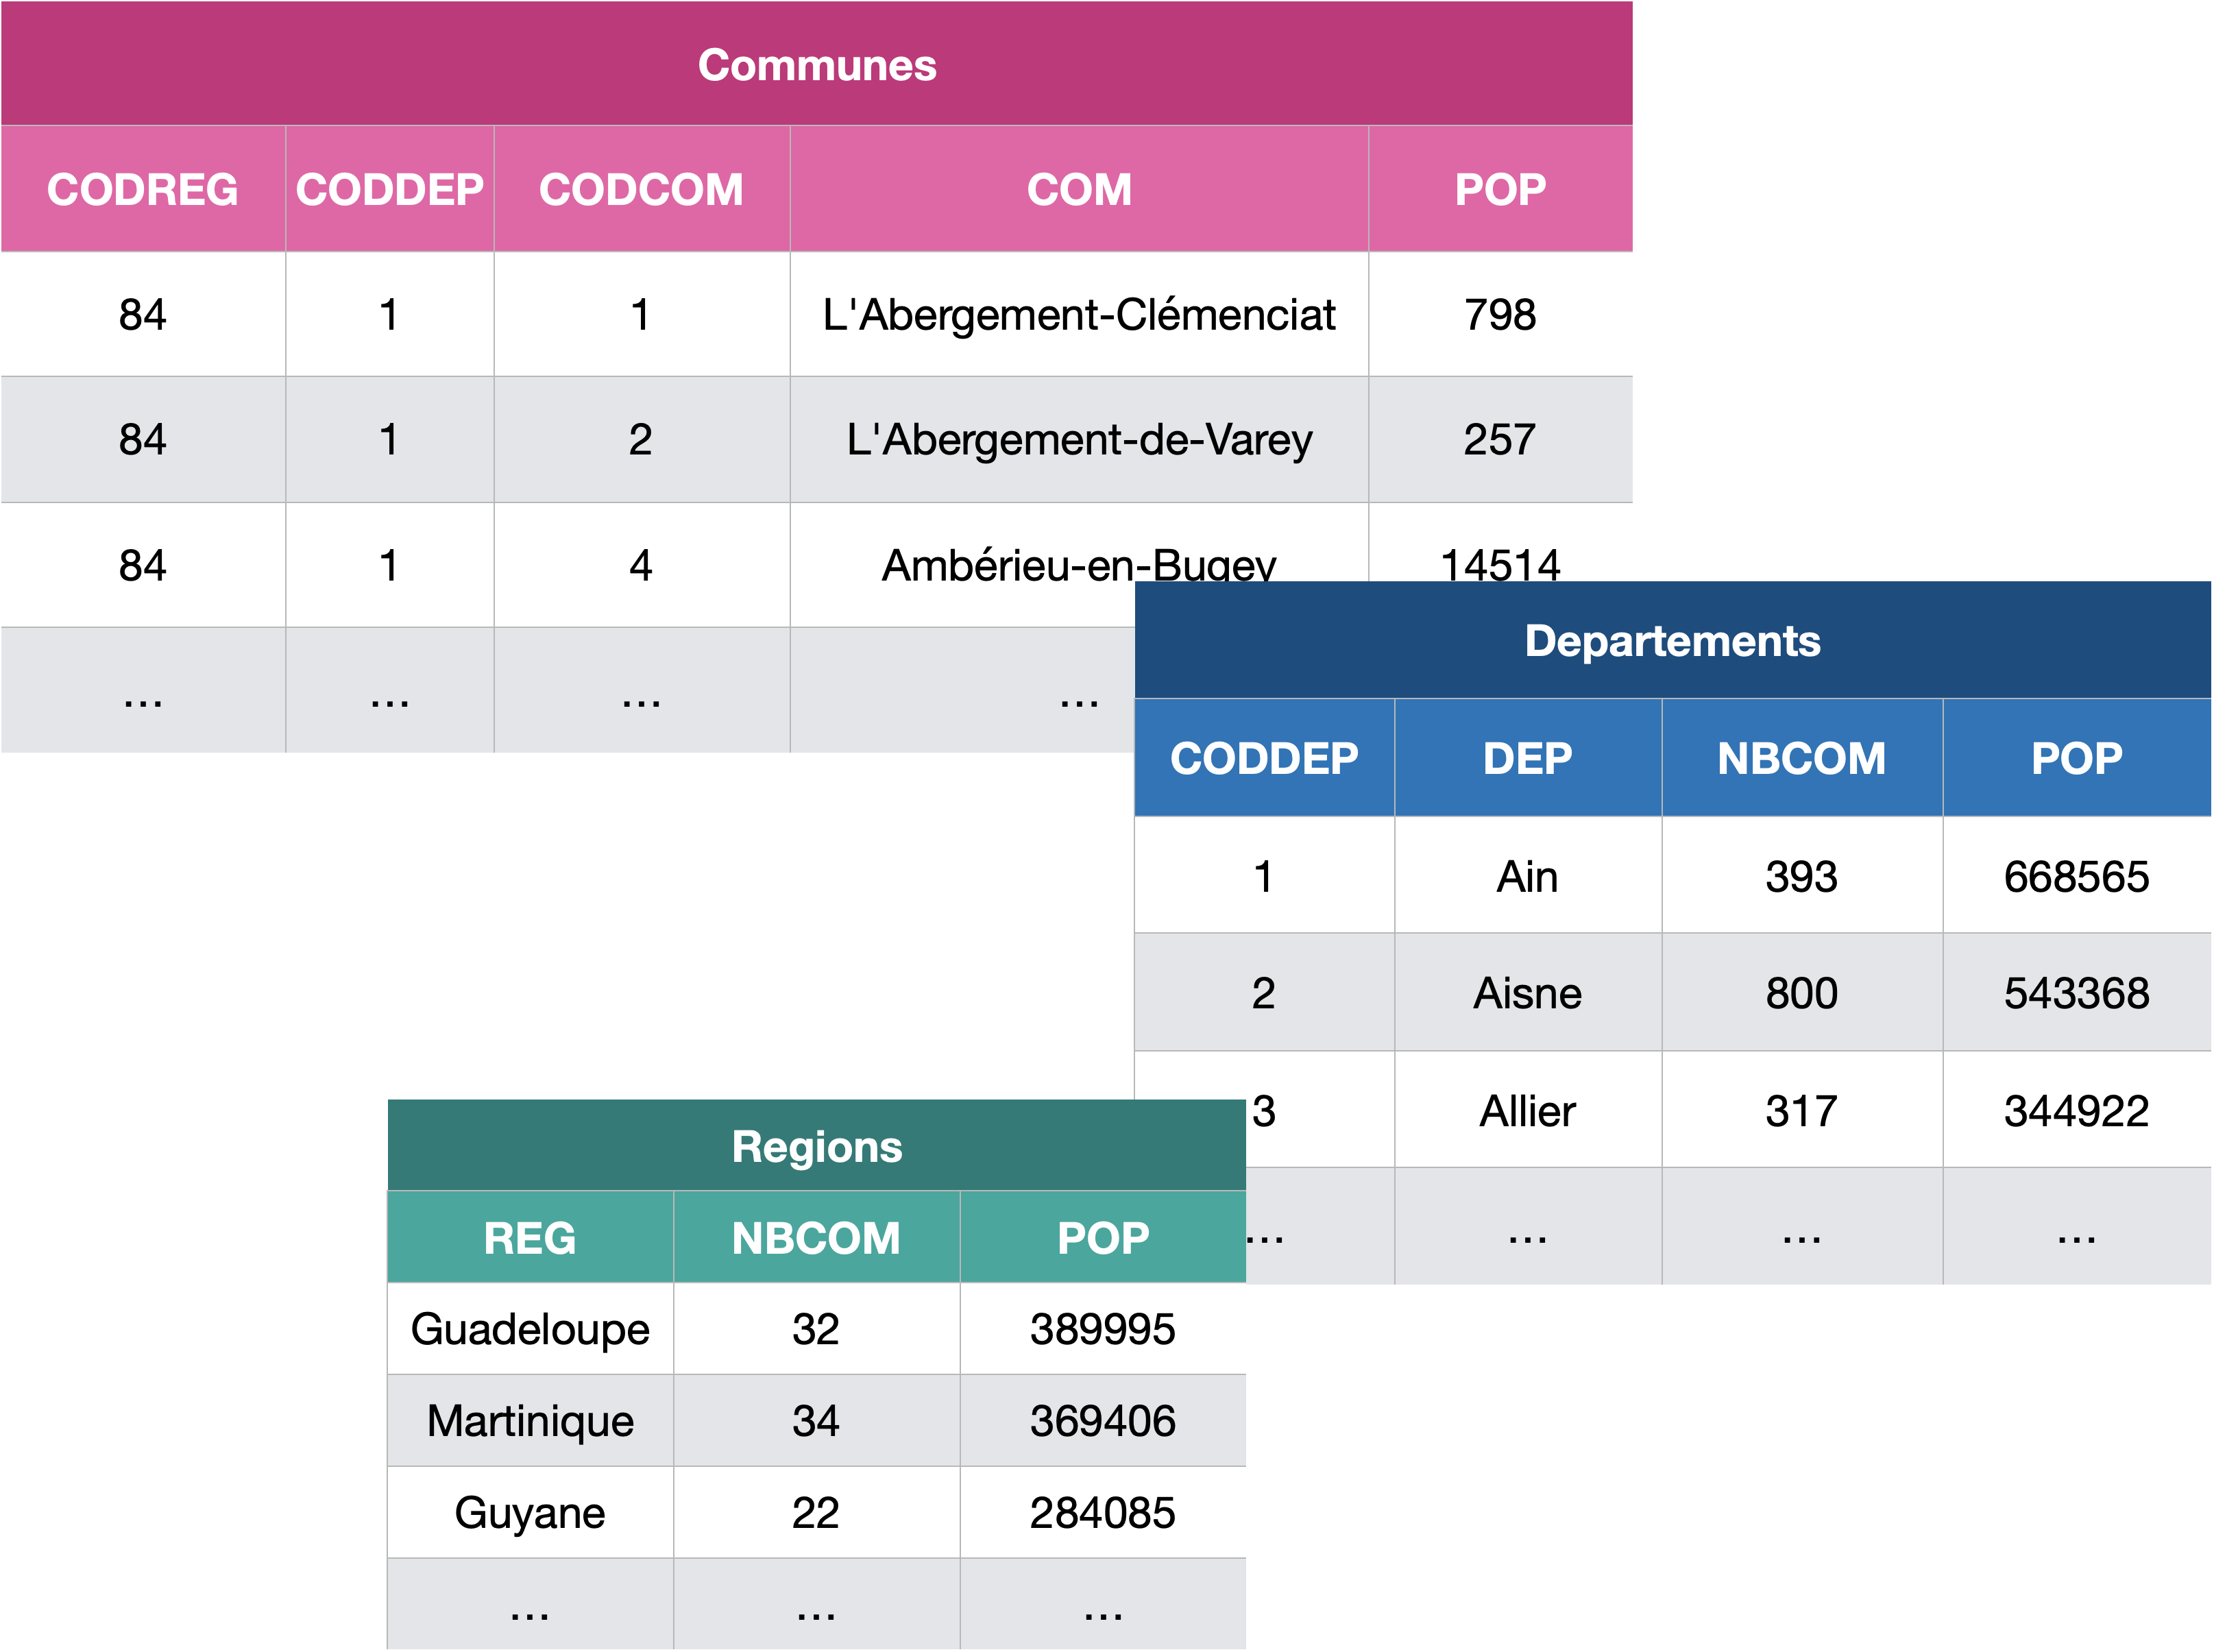 Communes
CODREG CODDEP CODCOM COM POP
84 1 1 L'Abergement-Clémenciat 798
84 1 2 L'Abergement-de-Varey 257
84 1 4 Ambérieu-en-Bugey 14514
... ... ... ...
Departements
CODDEP DEP NBCOM POP
1 Ain 393 668565
2 Aisne 800 543368
3 Allier 317 344922
... ... ... ...
Regions
REG NBCOM POP
Guadeloupe 32 389995
Martinique 34 369406
Guyane 22 284085
... ... ...